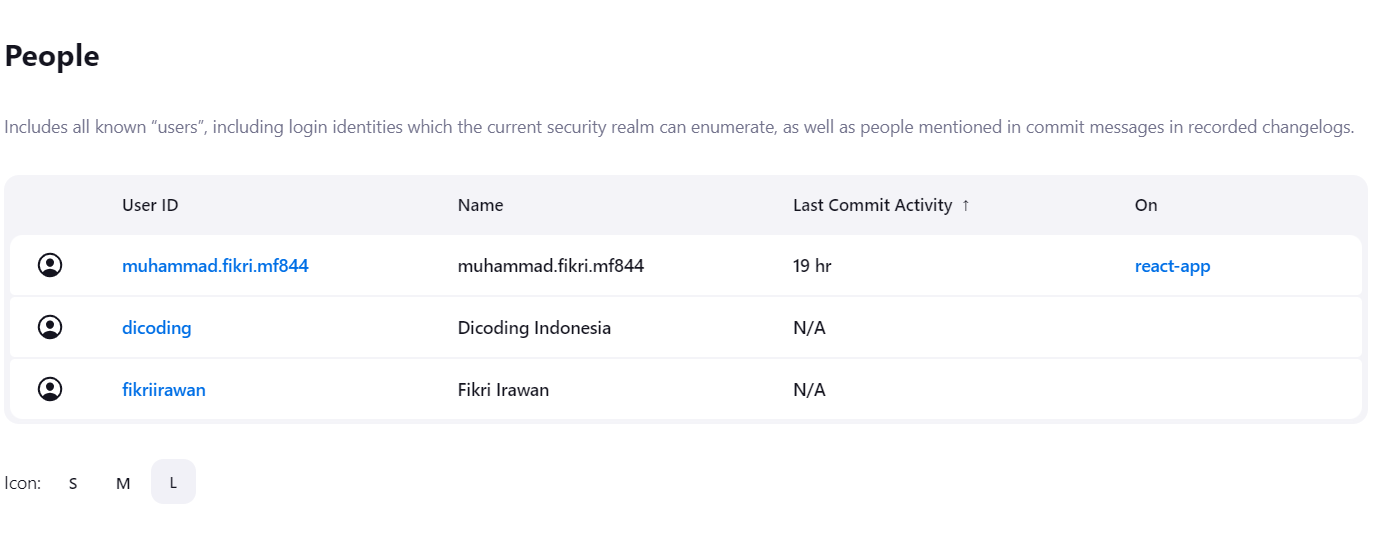 People
Includes all known “users”, including login identities which the current security realm can enumerate, as well as people mentioned in commit messages in recorded changelogs.
User ID Name Last Commit Activity ↑ On
muhammad.fikri.mf844 muhammad.fikri.mf844 19 hr react-app
dicoding Dicoding Indonesia N/A
fikriirawan Fikri Irawan N/A
Icon: S M L